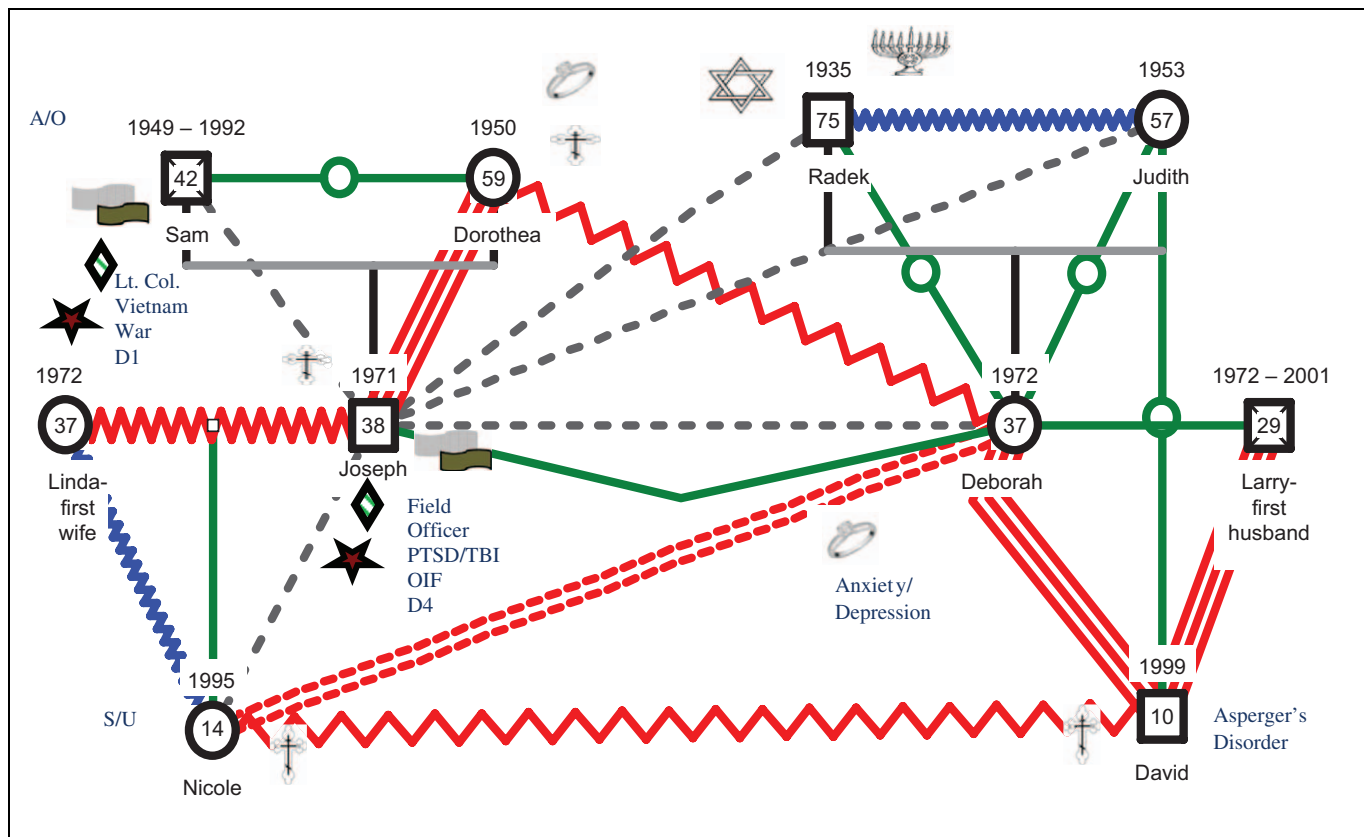 A/O
1949 – 1992
42
Sam
1950
59
Dorothea
1935
75
Radek
1953
57
Judith
Lt. Col.
Vietnam
War
D1
1972
37
Linda-
first
wife
1971
38
Joseph
Field
Officer
PTSD/TBI
OIF
D4
1972
37
Deborah
1972 – 2001
29
Larry-
first
husband
Anxiety/
Depression
S/U
1995
14
Nicole
1999
10
David
Asperger's
Disorder